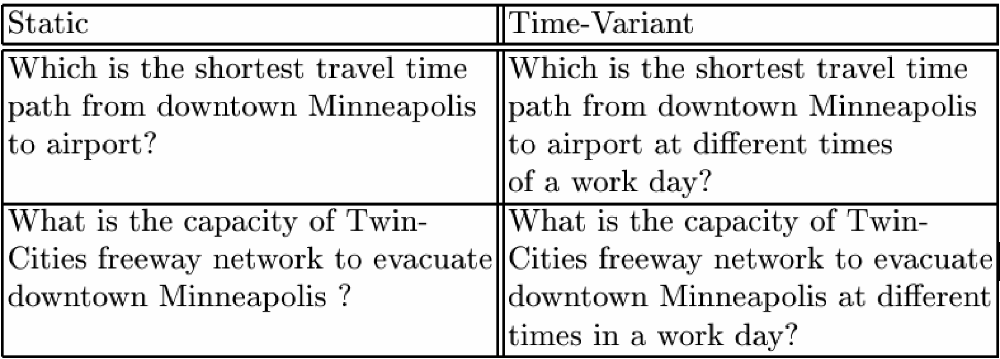 Static
Time-Variant
Which is the shortest travel time
path from downtown Minneapolis
to airport?
Which is the shortest travel time
path from downtown Minneapolis
to airport at different times
of a work day?
What is the capacity of Twin-
Cities freeway network to evacuate
downtown Minneapolis ?
What is the capacity of Twin-
Cities freeway network to evacuate
downtown Minneapolis at different
times in a work day?